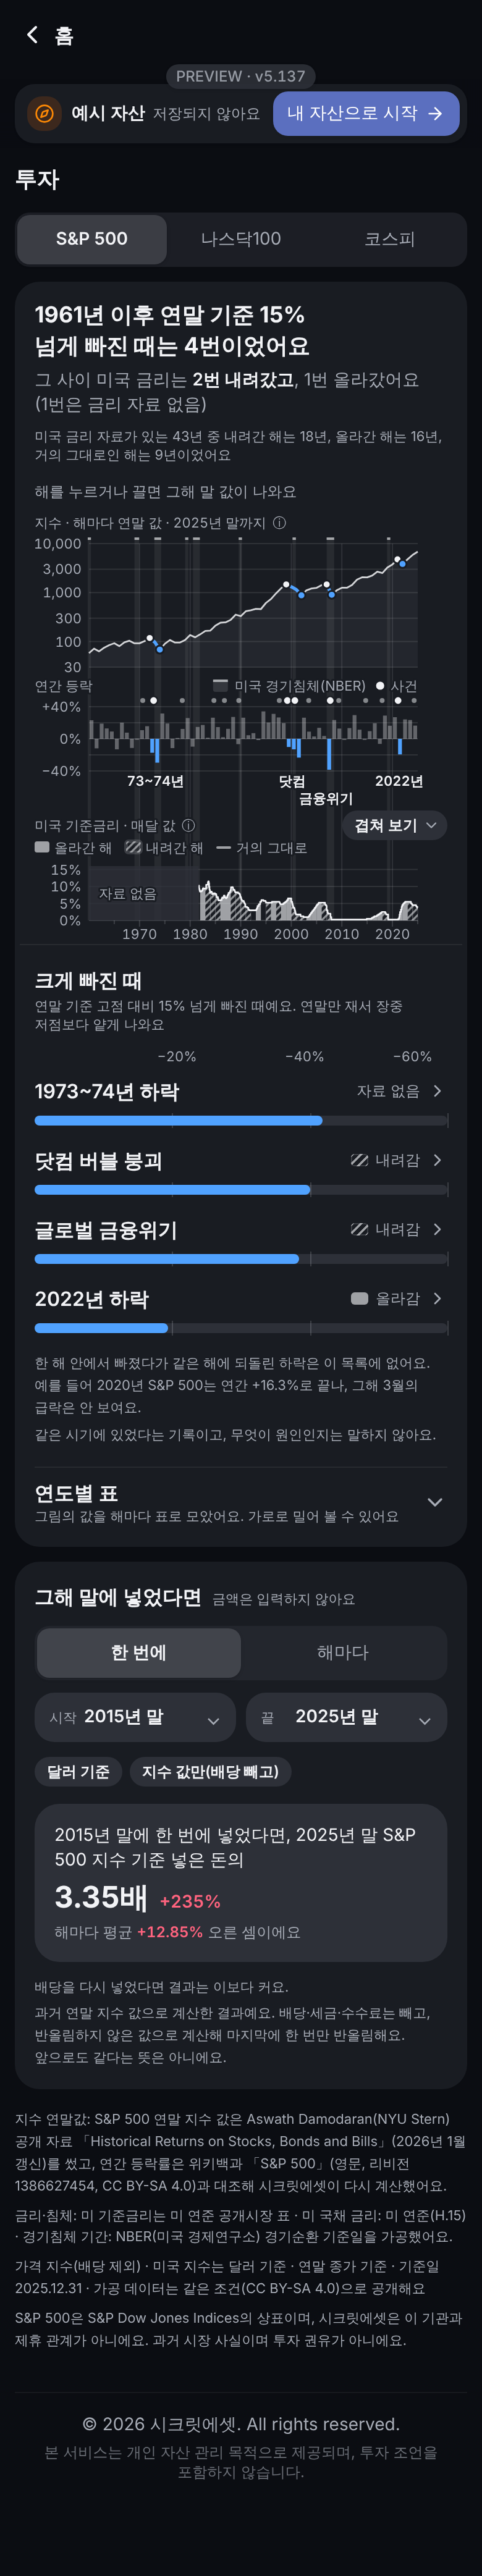 홈
PREVIEW · v5.137
예시 자산 저장되지 않아요 내 자산으로 시작
투자
S&P 500 나스닥100 코스피
1961년 이후 연말 기준 15%
넘게 빠진 때는 4번이었어요
그 사이 미국 금리는 2번 내려갔고, 1번 올라갔어요
(1번은 금리 자료 없음)
미국 금리 자료가 있는 43년 중 내려간 해는 18년, 올라간 해는 16년,
거의 그대로인 해는 9년이었어요
해를 누르거나 끌면 그해 말 값이 나와요
지수 · 해마다 연말 값 · 2025년 말까지 ⓘ
10,000
3,000
1,000
300
100
30
연간 등락 미국 경기침체(NBER) 사건
+40%
0%
−40%
73~74년 닷컴 2022년
금융위기
미국 기준금리 · 매달 값 ⓘ 겹쳐 보기
올라간 해 내려간 해 거의 그대로
15%
10%
5%
0%
자료 없음
1970 1980 1990 2000 2010 2020
크게 빠진 때
연말 기준 고점 대비 15% 넘게 빠진 때예요. 연말만 재서 장중
저점보다 얕게 나와요
−20% −40% −60%
1973~74년 하락 자료 없음
닷컴 버블 붕괴 내려감
글로벌 금융위기 내려감
2022년 하락 올라감
한 해 안에서 빠졌다가 같은 해에 되돌린 하락은 이 목록에 없어요.
예를 들어 2020년 S&P 500는 연간 +16.3%로 끝나, 그해 3월의
급락은 안 보여요.
같은 시기에 있었다는 기록이고, 무엇이 원인인지는 말하지 않아요.
연도별 표
그림의 값을 해마다 표로 모았어요. 가로로 밀어 볼 수 있어요
그해 말에 넣었다면 금액은 입력하지 않아요
한 번에 해마다
시작 2015년 말 끝 2025년 말
달러 기준 지수 값만(배당 빼고)
2015년 말에 한 번에 넣었다면, 2025년 말 S&P
500 지수 기준 넣은 돈의
3.35배 +235%
해마다 평균 +12.85% 오른 셈이에요
배당을 다시 넣었다면 결과는 이보다 커요.
과거 연말 지수 값으로 계산한 결과예요. 배당·세금·수수료는 빼고,
반올림하지 않은 값으로 계산해 마지막에 한 번만 반올림해요.
앞으로도 같다는 뜻은 아니에요.
지수 연말값: S&P 500 연말 지수 값은 Aswath Damodaran(NYU Stern)
공개 자료 「Historical Returns on Stocks, Bonds and Bills」(2026년 1월
갱신)를 썼고, 연간 등락률은 위키백과 「S&P 500」(영문, 리비전
1386627454, CC BY-SA 4.0)과 대조해 시크릿에셋이 다시 계산했어요.
금리·침체: 미 기준금리는 미 연준 공개시장 표 · 미 국채 금리: 미 연준(H.15)
· 경기침체 기간: NBER(미국 경제연구소) 경기순환 기준일을 가공했어요.
가격 지수(배당 제외) · 미국 지수는 달러 기준 · 연말 종가 기준 · 기준일
2025.12.31 · 가공 데이터는 같은 조건(CC BY-SA 4.0)으로 공개해요
S&P 500은 S&P Dow Jones Indices의 상표이며, 시크릿에셋은 이 기관과
제휴 관계가 아니에요. 과거 시장 사실이며 투자 권유가 아니에요.
© 2026 시크릿에셋. All rights reserved.
본 서비스는 개인 자산 관리 목적으로 제공되며, 투자 조언을
포함하지 않습니다.